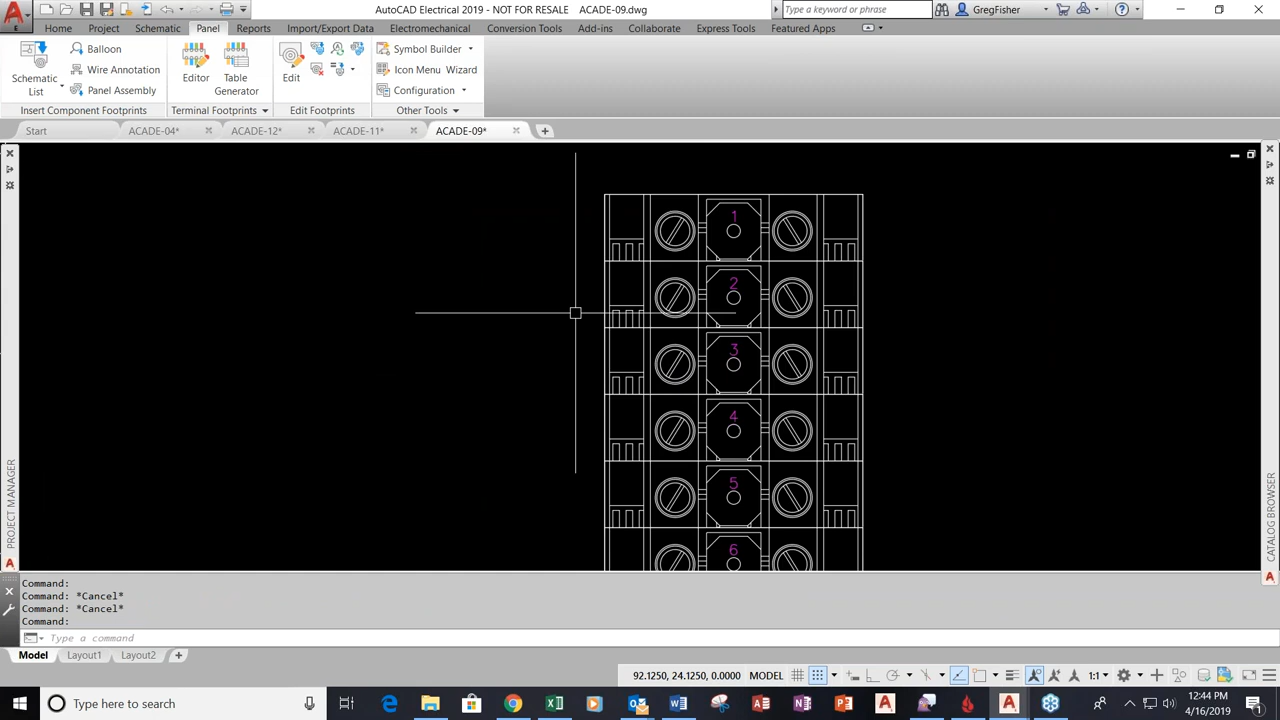 AutoCAD Electrical 2019 - NOT FOR RESALE ACADE-09.dwg
Type a keyword or phrase
GregFisher
Home Project Schematic Panel Reports Import/Export Data Electromechanical Conversion Tools Add-ins Collaborate Express Tools Featured Apps
Schematic List
Balloon
Wire Annotation
Panel Assembly
Editor
Table Generator
Edit
Symbol Builder
Icon Menu Wizard
Configuration
Insert Component Footprints
Terminal Footprints
Edit Footprints
Other Tools
Start ACADE-04* ACADE-12* ACADE-11* ACADE-09*
1
2
3
4
5
6
PROJECT MANAGER
CATALOG BROWSER
Command:
Command: *Cancel*
Command: *Cancel*
Command:
Type a command
Model Layout1 Layout2
92.1250, 24.1250, 0.0000 MODEL
1:1
Type here to search
12:44 PM
4/16/2019